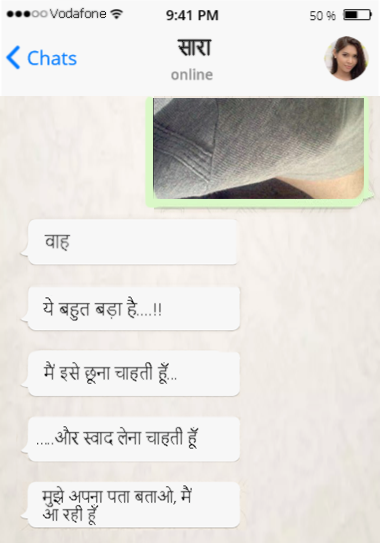 Vodafone
9:41 PM
50 %
Chats
सारा
online
वाह
ये बहुत बड़ा है....!!
मैं इसे छूना चाहती हूँ...
.....और स्वाद लेना चाहती हूँ
मुझे अपना पता बताओ, मैं
आ रही हूँ